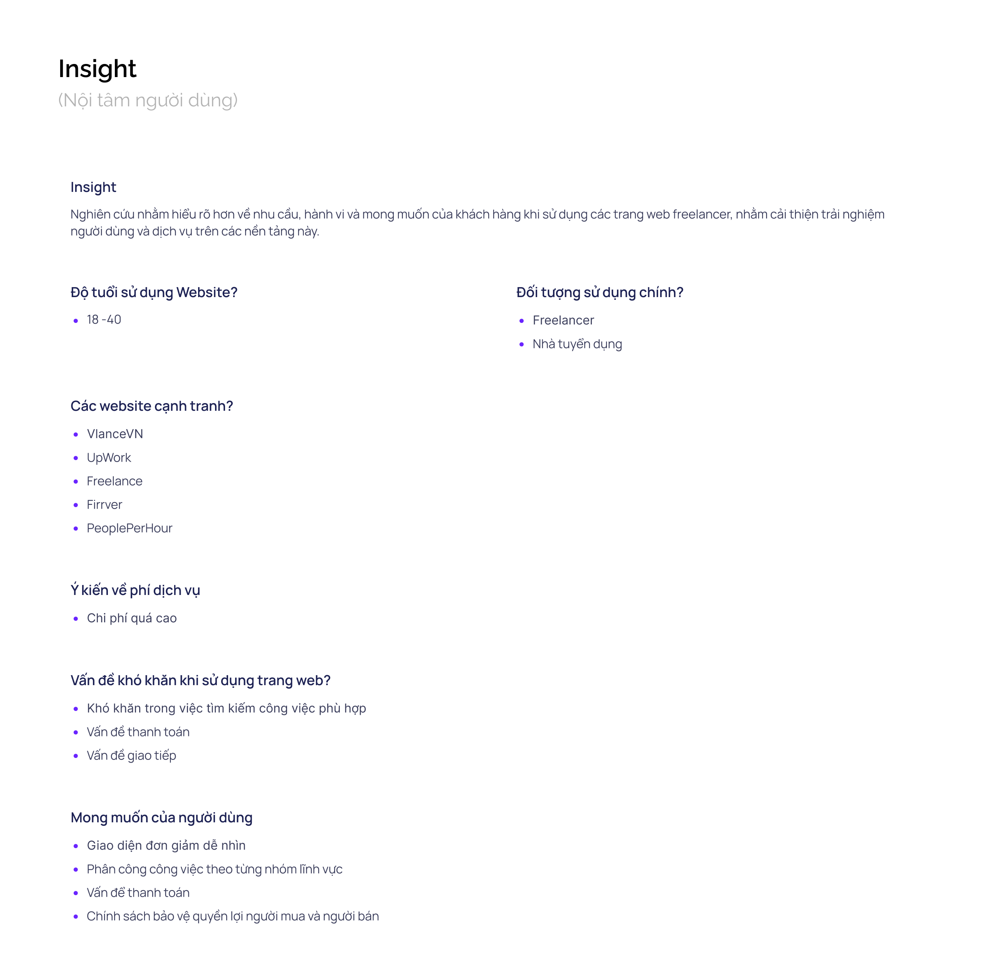 Insight
(Nội tâm người dùng)
Insight
Nghiên cứu nhằm hiểu rõ hơn về nhu cầu, hành vi và mong muốn của khách hàng khi sử dụng các trang web freelancer, nhằm cải thiện trải nghiệm
người dùng và dịch vụ trên các nền tảng này.
Độ tuổi sử dụng Website?
18 -40
Đối tượng sử dụng chính?
Freelancer
Nhà tuyển dụng
Các website cạnh tranh?
VlanceVN
UpWork
Freelance
Firrver
PeoplePerHour
Ý kiến về phí dịch vụ
Chi phí quá cao
Vấn đề khó khăn khi sử dụng trang web?
Khó khăn trong việc tìm kiếm công việc phù hợp
Vấn đề thanh toán
Vấn đề giao tiếp
Mong muốn của người dùng
Giao diện đơn giảm dễ nhìn
Phân công công việc theo từng nhóm lĩnh vực
Vấn để thanh toán
Chính sách bảo vệ quyền lợi người mua và người bán